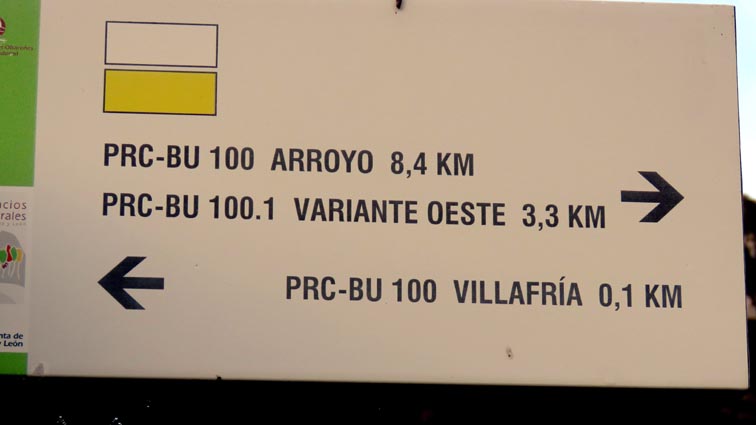 PRC-BU 100 ARROYO 8,4 KM
PRC-BU 100.1 VARIANTE OESTE 3,3 KM
PRC-BU 100 VILLAFRÍA 0,1 KM
y León